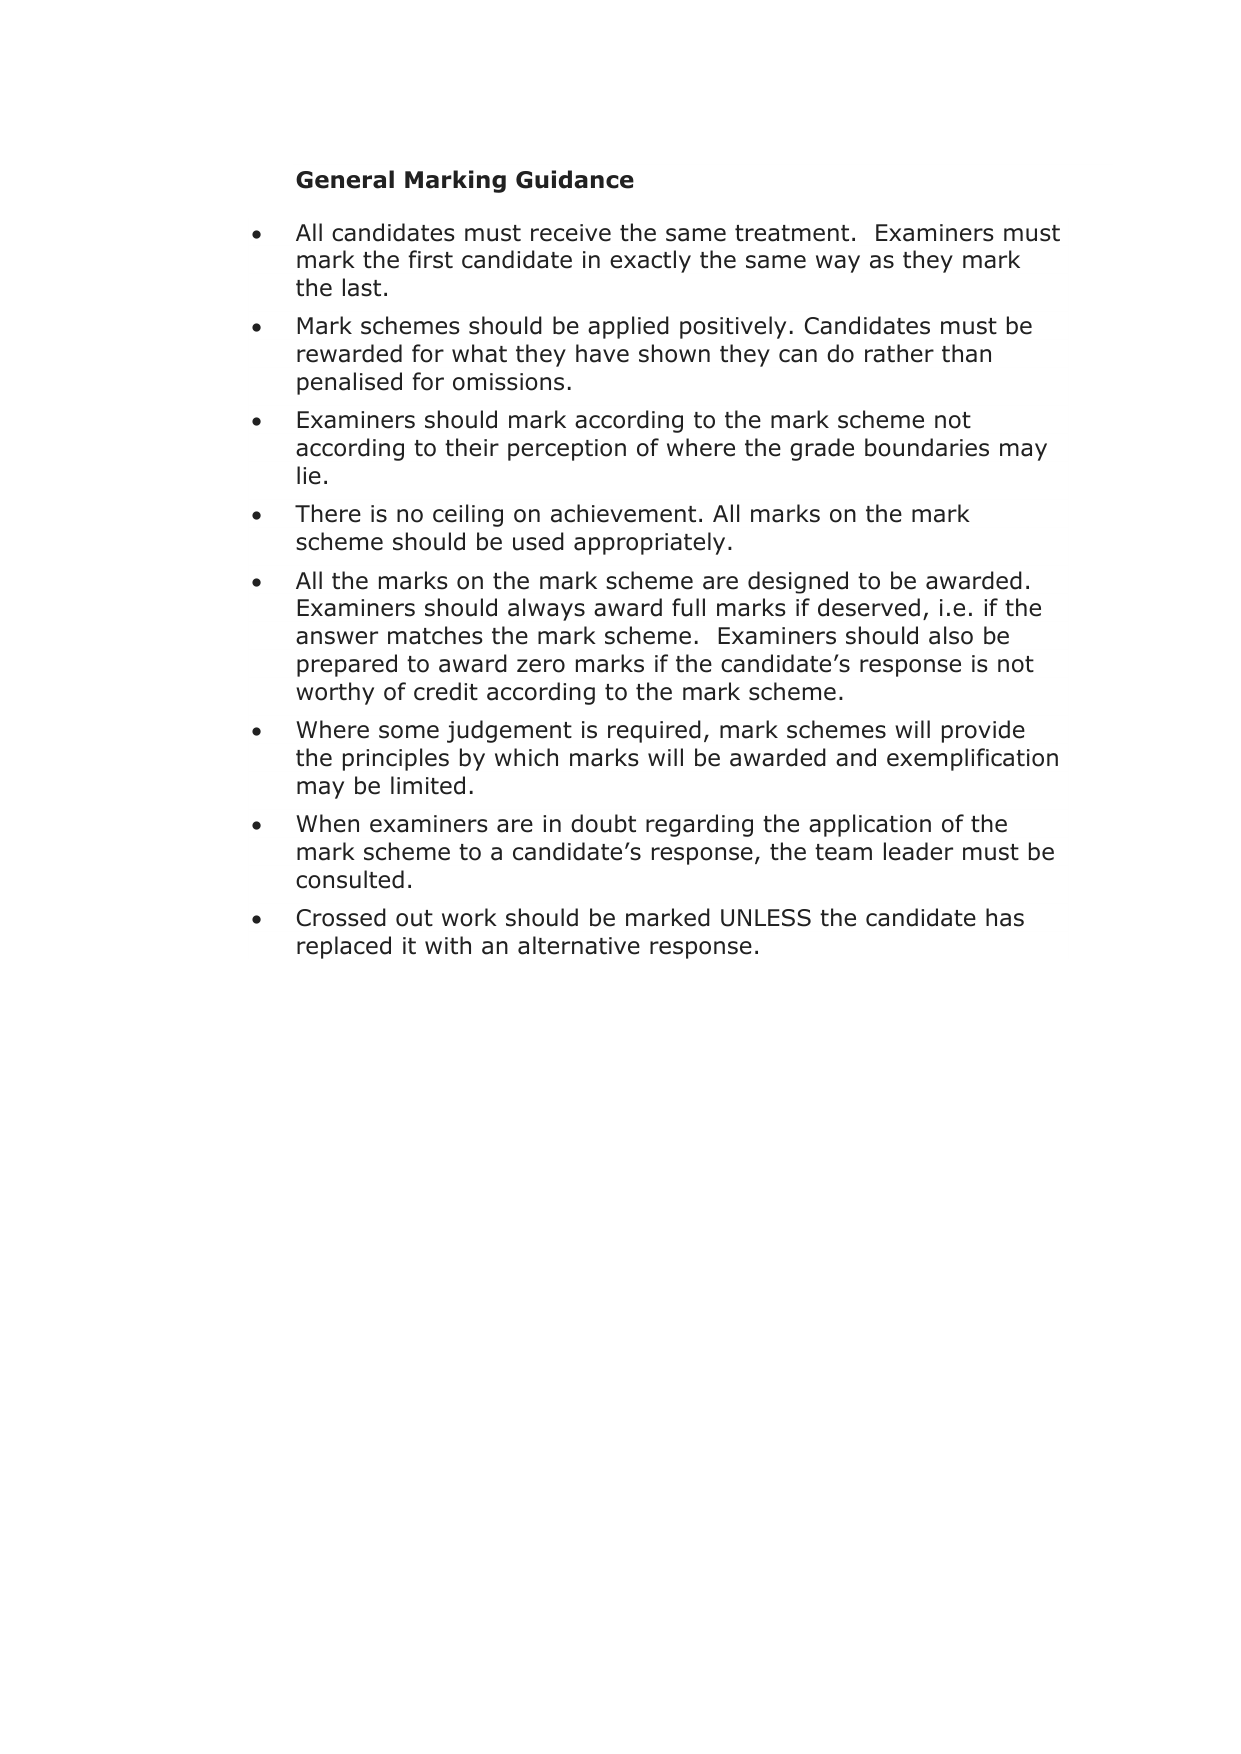 General Marking Guidance
• All candidates must receive the same treatment.  Examiners must
mark the first candidate in exactly the same way as they mark
the last.
• Mark schemes should be applied positively. Candidates must be
rewarded for what they have shown they can do rather than
penalised for omissions.
• Examiners should mark according to the mark scheme not
according to their perception of where the grade boundaries may
lie.
• There is no ceiling on achievement. All marks on the mark
scheme should be used appropriately.
• All the marks on the mark scheme are designed to be awarded.
Examiners should always award full marks if deserved, i.e. if the
answer matches the mark scheme.  Examiners should also be
prepared to award zero marks if the candidate’s response is not
worthy of credit according to the mark scheme.
• Where some judgement is required, mark schemes will provide
the principles by which marks will be awarded and exemplification
may be limited.
• When examiners are in doubt regarding the application of the
mark scheme to a candidate’s response, the team leader must be
consulted.
• Crossed out work should be marked UNLESS the candidate has
replaced it with an alternative response.